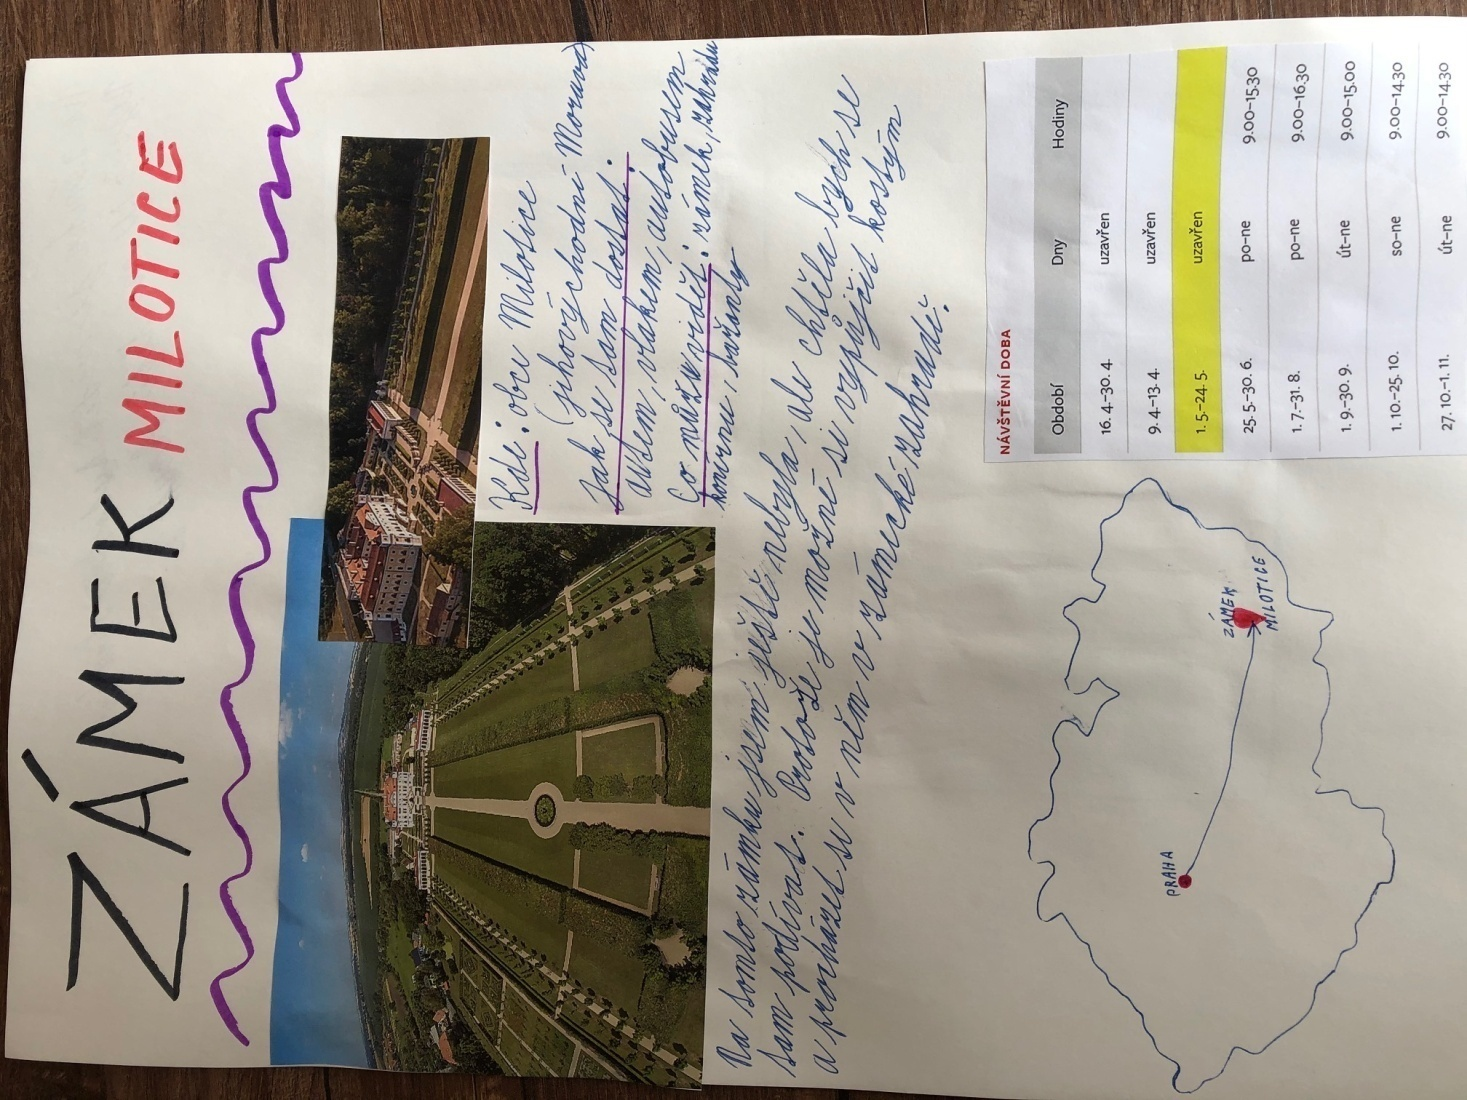 ZÁMEK MILOTICE
Kde: obce Milotice
(jihovýchodní Morava)
Jak se tam dostat:
autem, vlakem, autobusem
Co můžu vidět: zámek, zahradu
konírnu, bažanty
Na tomto zámku jsem ještě nebyla, ale chtěla bych se
tam podívat. Protože je možné si vypůjčit kostým
a procházet se v něm v zámecké zahradě.
NÁVŠTĚVNÍ DOBA
Období Dny Hodiny
16. 4.–30. 4. uzavřen
9. 4.–13. 4. uzavřen
1. 5.–24. 5. uzavřen
25. 5.–30. 6. po–ne 9.00–15.30
1. 7.–31. 8. po–ne 9.00–16.30
1. 9.–30. 9. út–ne 9.00–15.00
1. 10.–25. 10. so–ne 9.00–14.30
27. 10.–1. 11. út–ne 9.00–14.30
PRAHA
ZÁMEK
MILOTICE